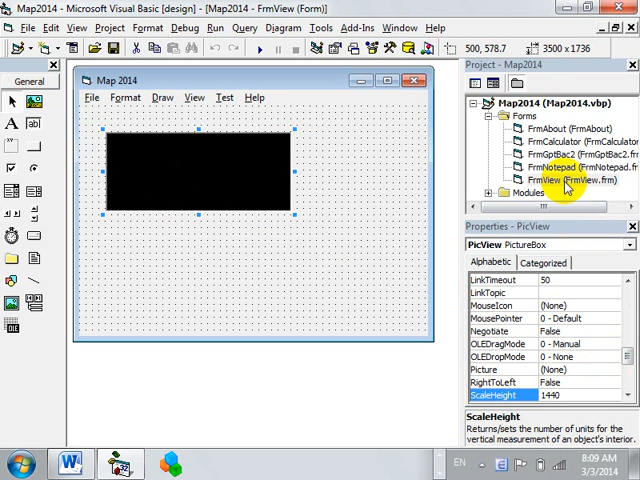 Map2014 - Microsoft Visual Basic [design] - [Map2014 - FrmView (Form)]
File Edit View Project Format Debug Run Query Diagram Tools Add-Ins Window Help
500, 578.7
3500 x 1736
General
A
ab
OLE
Map 2014
File Format Draw View Test Help
Project - Map2014
Map2014 (Map2014.vbp)
Forms
FrmAbout (FrmAbout)
FrmCalculator (FrmCalculator
FrmGptBac2 (FrmGptBac2.fr
FrmNotepad (FrmNotepad.fr
FrmView (FrmView.frm)
Modules
Properties - PicView
PicView PictureBox
Alphabetic Categorized
LinkTimeout 50
LinkTopic
MouseIcon (None)
MousePointer 0 - Default
Negotiate False
OLEDragMode 0 - Manual
OLEDropMode 0 - None
Picture (None)
RightToLeft False
ScaleHeight 1440
ScaleHeight
Returns/sets the number of units for the
vertical measurement of an object's interior.
EN
8:09 AM
3/3/2014